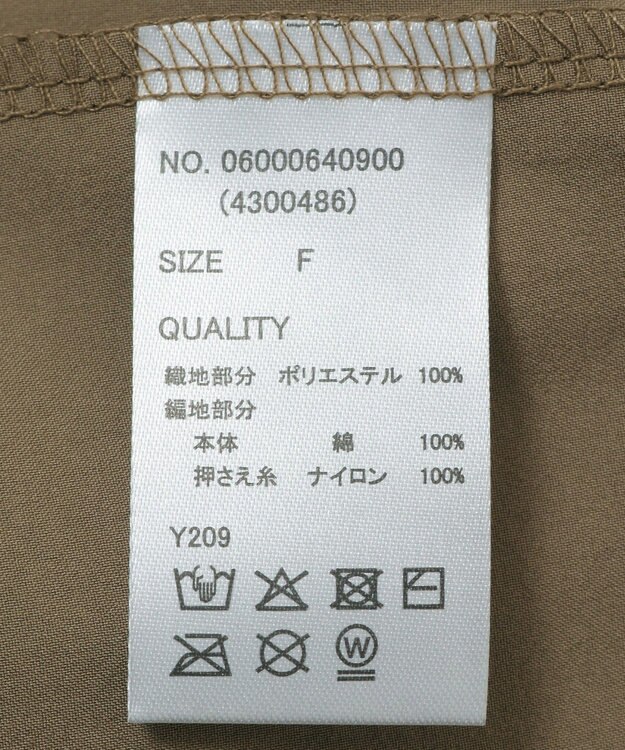 NO. 06000640900
(4300486)
SIZE F
QUALITY
織地部分 ポリエステル 100%
編地部分
本体 綿 100%
押さえ糸 ナイロン 100%
Y209
W